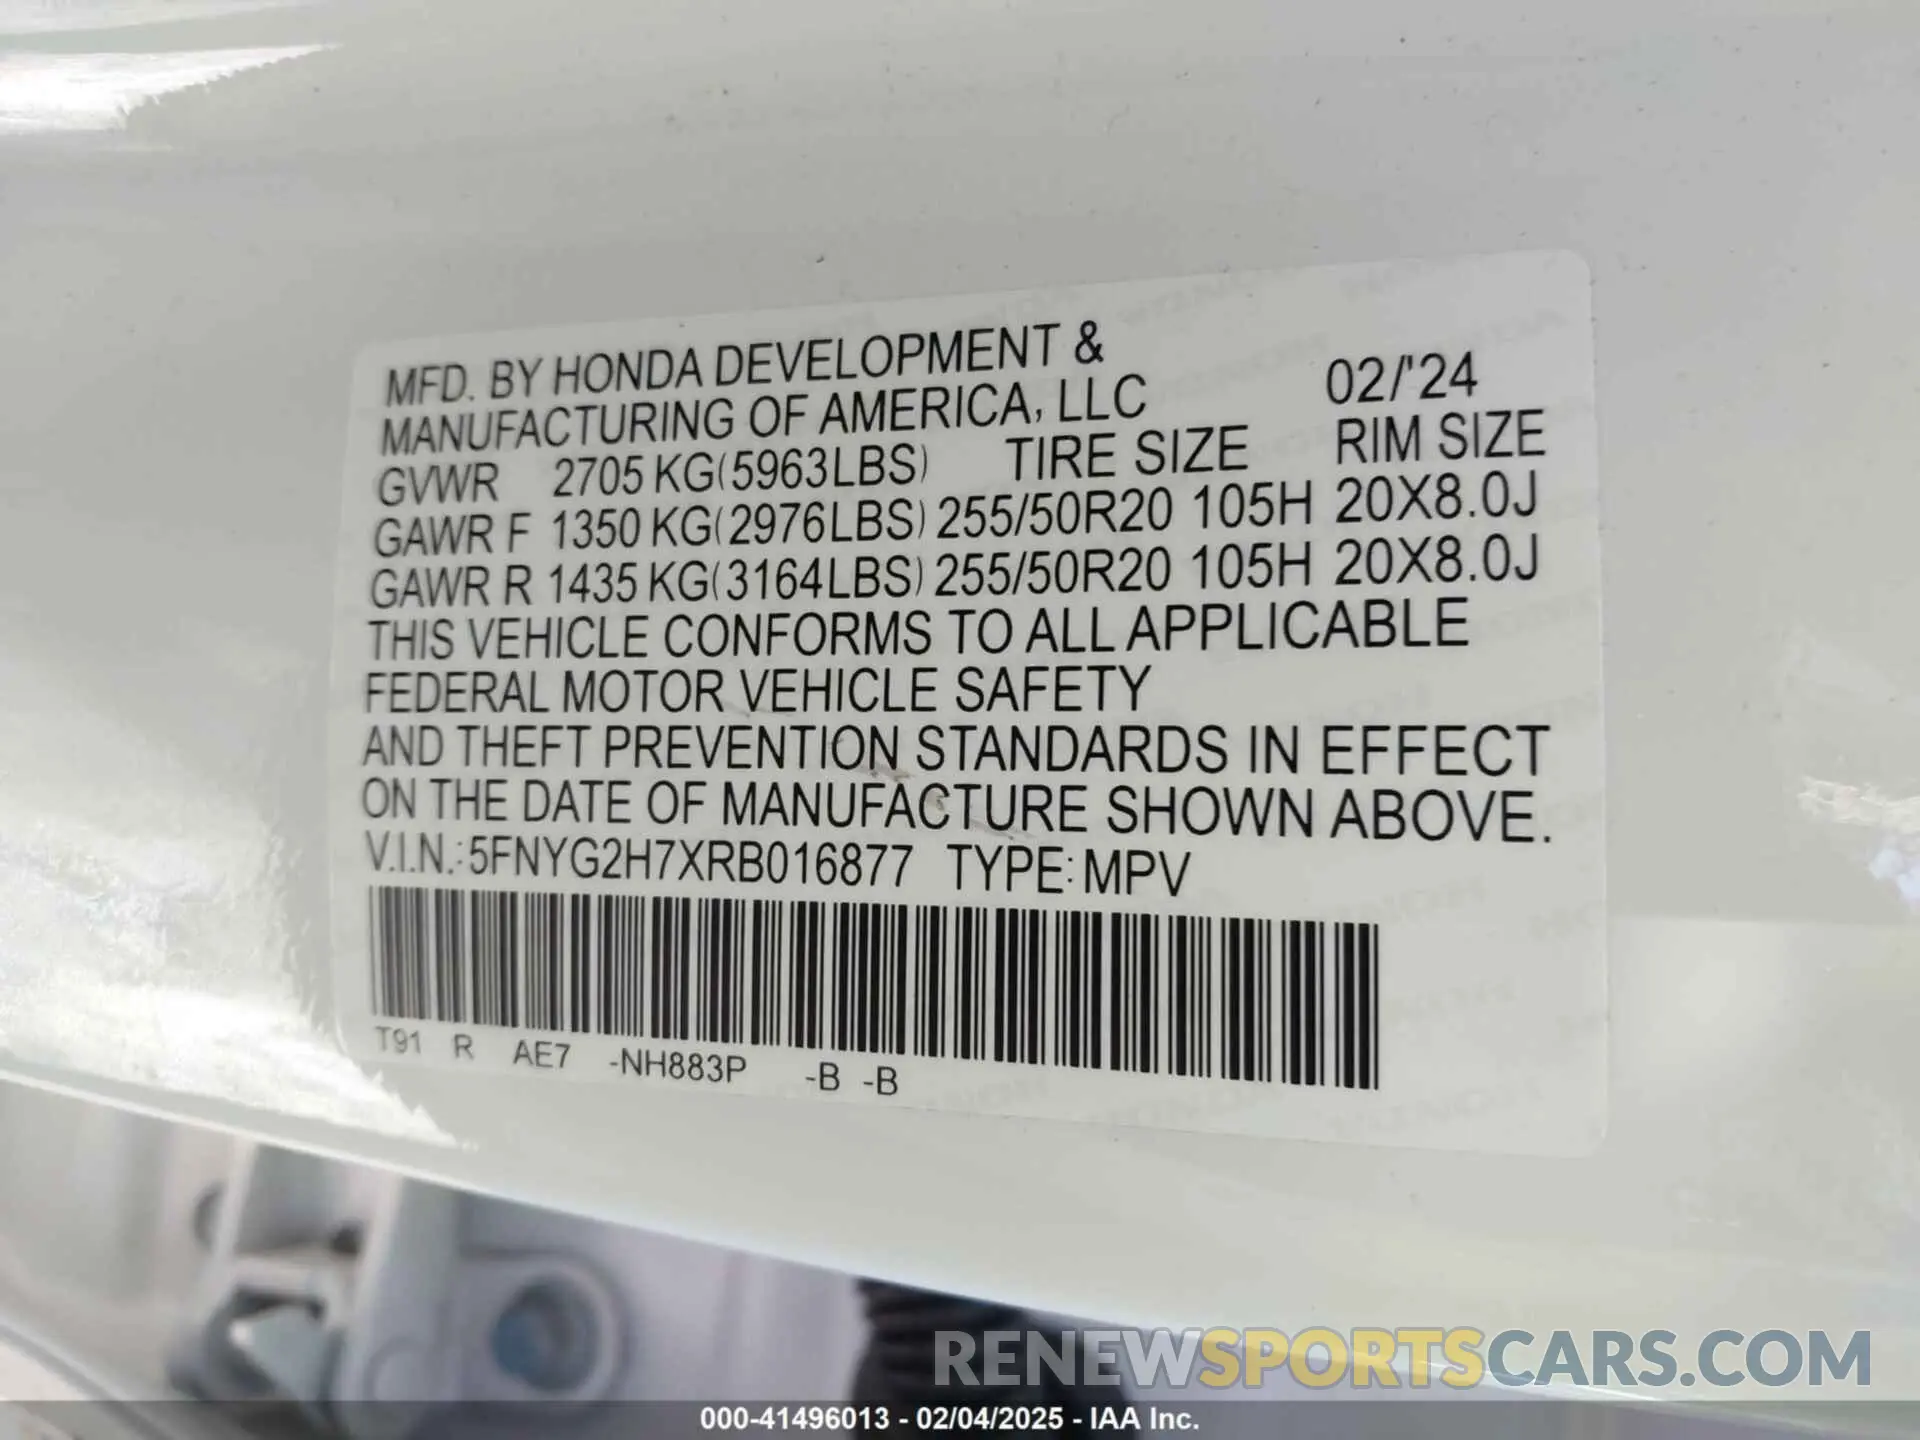 MFD. BY HONDA DEVELOPMENT &
MANUFACTURING OF AMERICA, LLC 02/'24
GVWR 2705 KG(5963LBS) TIRE SIZE RIM SIZE
GAWR F 1350 KG(2976LBS) 255/50R20 105H 20X8.0J
GAWR R 1435 KG(3164LBS) 255/50R20 105H 20X8.0J
THIS VEHICLE CONFORMS TO ALL APPLICABLE
FEDERAL MOTOR VEHICLE SAFETY
AND THEFT PREVENTION STANDARDS IN EFFECT
ON THE DATE OF MANUFACTURE SHOWN ABOVE.
V.I.N.:5FNYG2H7XRB016877 TYPE:MPV
T91 R AE7 -NH883P -B -B
RENEWSPORTSCARS.COM
000-41496013 - 02/04/2025 - IAA Inc.